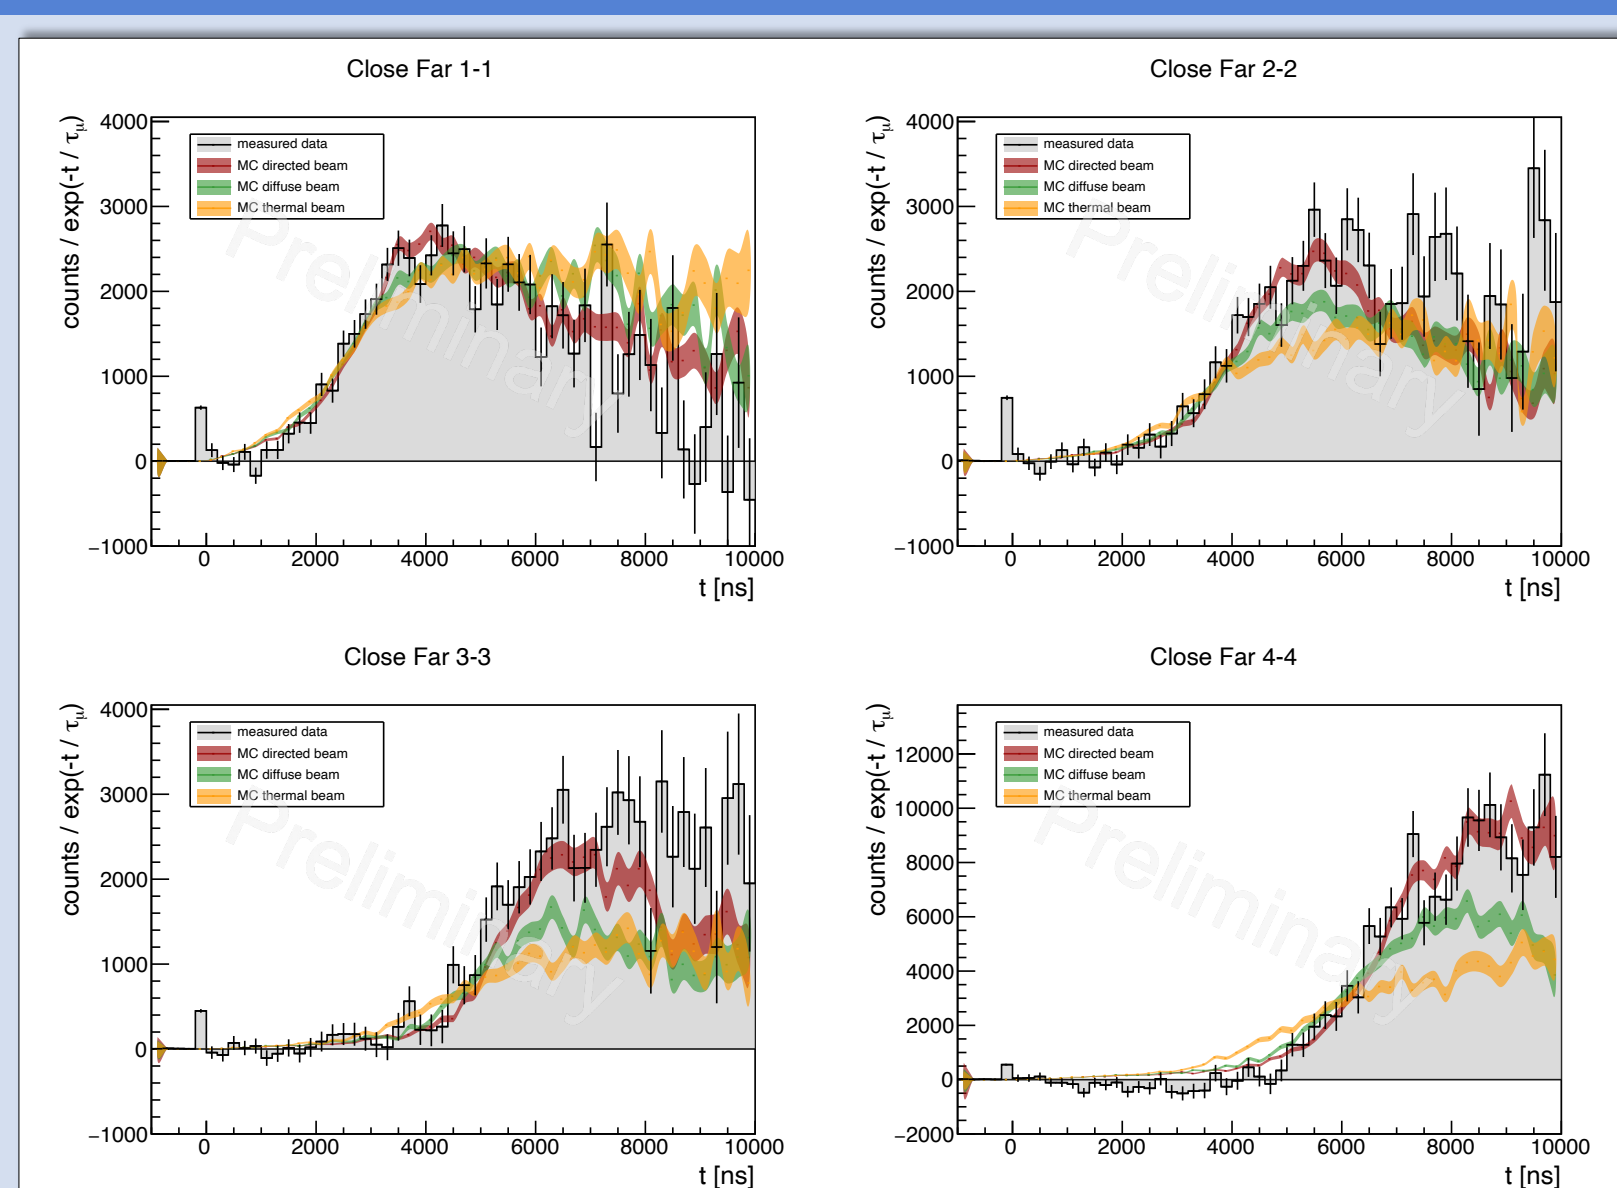 Close Far 1-1
counts / exp(-t / τμ)
4000
3000
2000
1000
0
−1000
measured data
MC directed beam
MC diffuse beam
MC thermal beam
Preliminary
0 2000 4000 6000 8000 10000
t [ns]
Close Far 2-2
counts / exp(-t / τμ)
4000
3000
2000
1000
0
−1000
measured data
MC directed beam
MC diffuse beam
MC thermal beam
Preliminary
0 2000 4000 6000 8000 10000
t [ns]
Close Far 3-3
counts / exp(-t / τμ)
4000
3000
2000
1000
0
−1000
measured data
MC directed beam
MC diffuse beam
MC thermal beam
Preliminary
0 2000 4000 6000 8000 10000
t [ns]
Close Far 4-4
counts / exp(-t / τμ)
12000
10000
8000
6000
4000
2000
0
−2000
measured data
MC directed beam
MC diffuse beam
MC thermal beam
Preliminary
0 2000 4000 6000 8000 10000
t [ns]